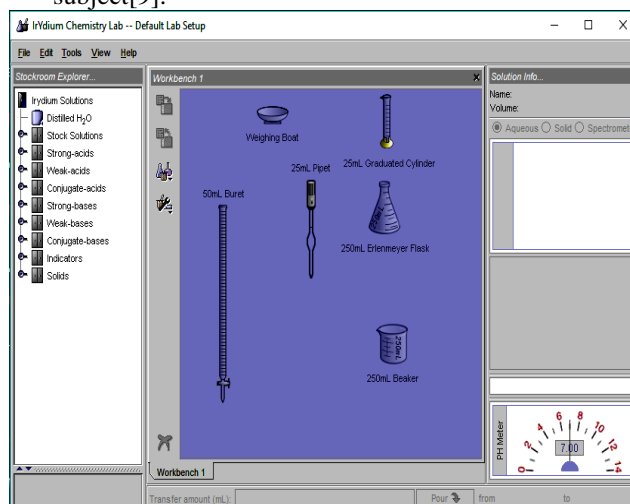 subject[9].
IrYdium Chemistry Lab -- Default Lab Setup
File Edit Tools View Help
Stockroom Explorer...
Irydium Solutions
Distilled H₂O
Stock Solutions
Strong-acids
Weak-acids
Conjugate-acids
Strong-bases
Weak-bases
Conjugate-bases
Indicators
Solids
Workbench 1
Weighing Boat
25mL Graduated Cylinder
25mL Pipet
50mL Buret
250mL
250mL Erlenmeyer Flask
250mL
250mL Beaker
Workbench 1
Transfer amount (mL):
Pour
from
to
Solution Info...
Name:
Volume:
Aqueous Solid Spectromet
PH Meter
0 2 4 6 8 10 12 14
7.00